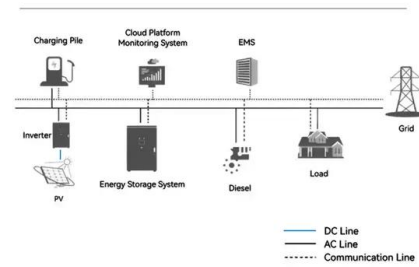 Charging Pile
Cloud Platform
Monitoring System
EMS
Grid
Inverter
PV
Energy Storage System
Diesel
Load
DC Line
AC Line
Communication Line